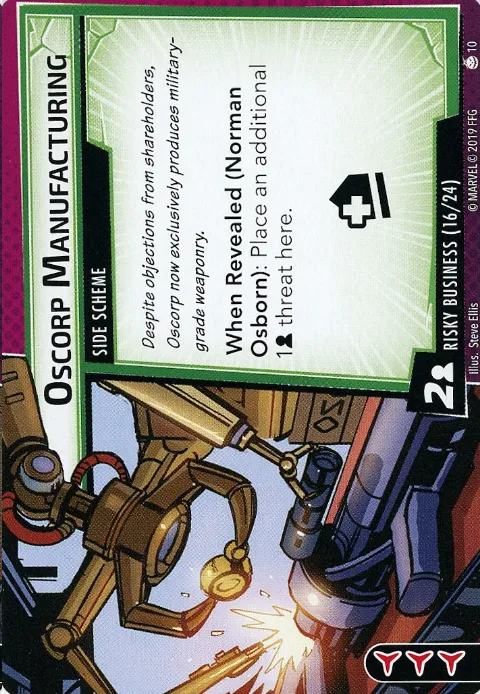 OSCORP MANUFACTURING
SIDE SCHEME
Despite objections from shareholders,
Oscorp now exclusively produces military-
grade weaponry.
When Revealed (Norman
Osborn): Place an additional
1 threat here.
2
RISKY BUSINESS (16/24)
Illus. Steve Ellis
© MARVEL © 2019 FFG
10